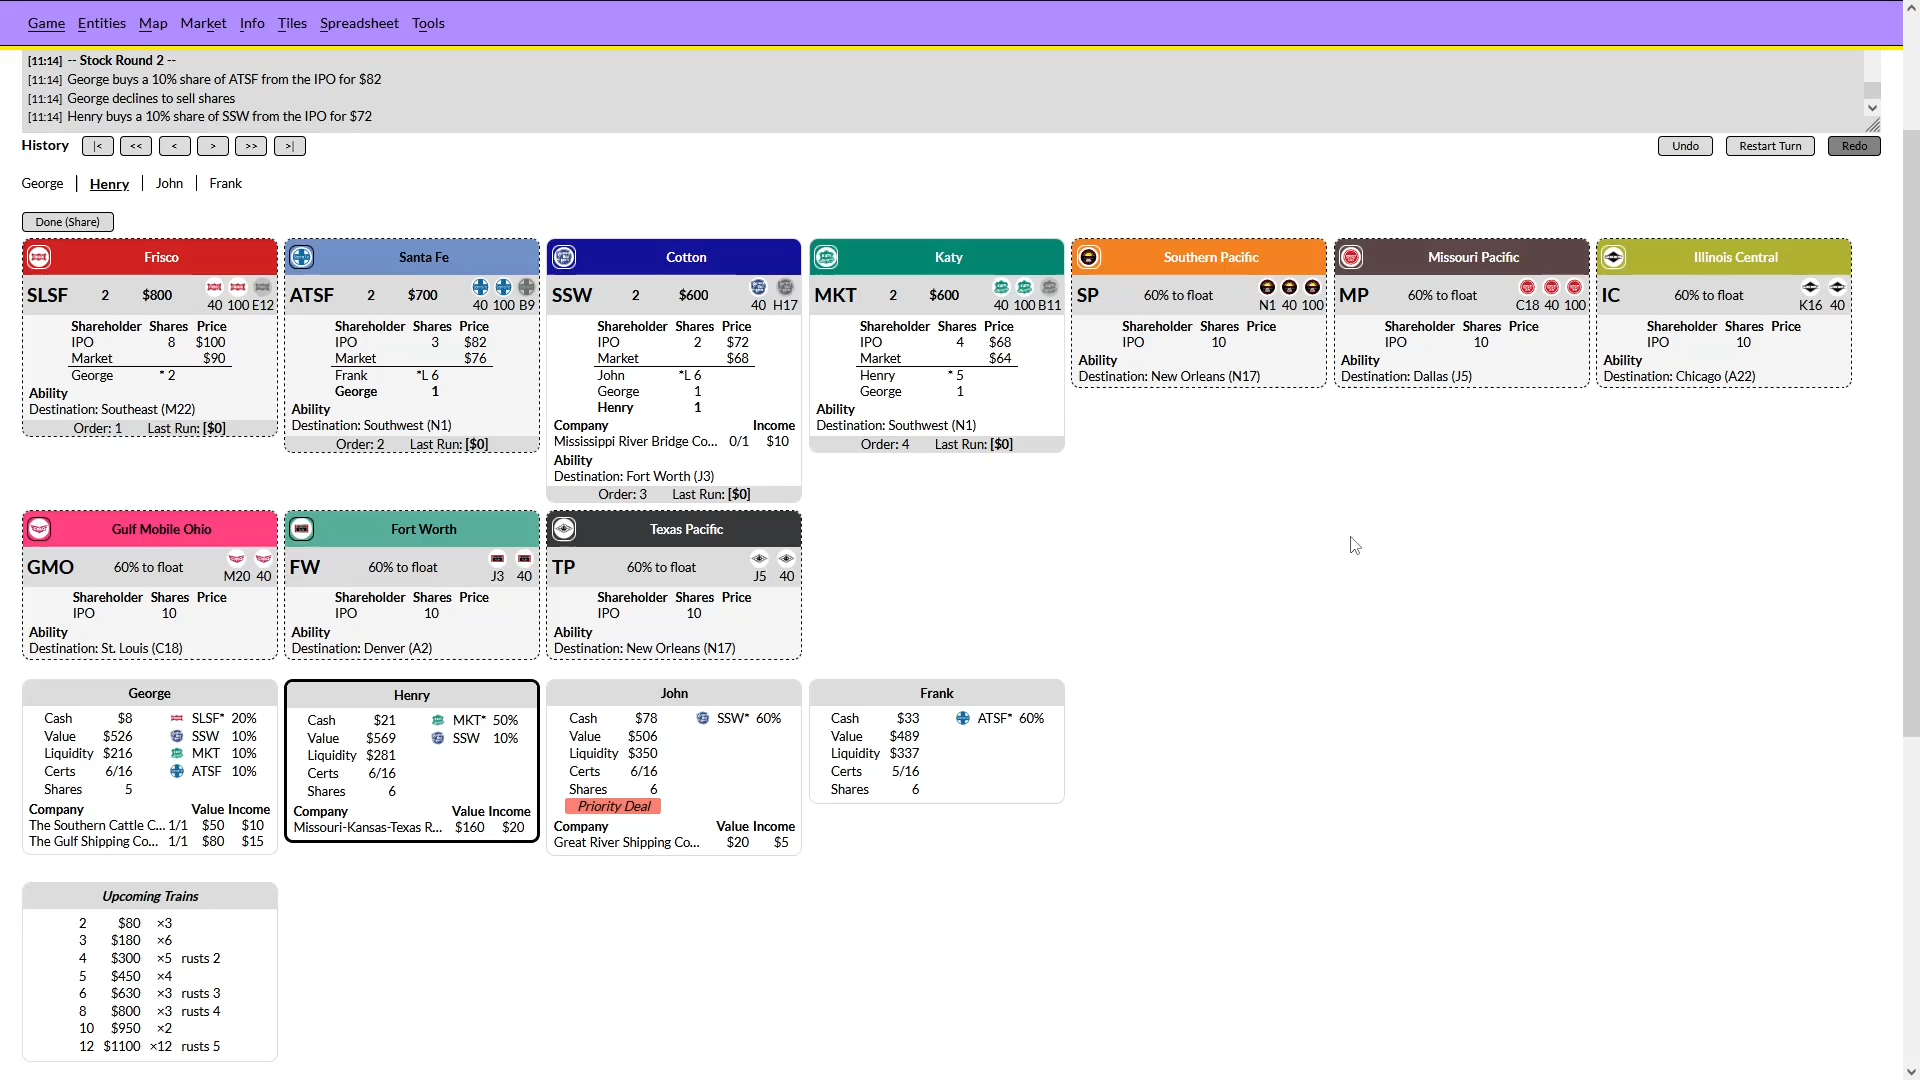 Game Entities Map Market Info Tiles Spreadsheet Tools
[11:14] -- Stock Round 2 --
[11:14] George buys a 10% share of ATSF from the IPO for $82
[11:14] George declines to sell shares
[11:14] Henry buys a 10% share of SSW from the IPO for $72
History |< << < > >> >| Undo Restart Turn Redo
George | Henry | John | Frank
Done (Share)
Frisco
SLSF 2 $800 40 100 E12
Shareholder Shares Price
IPO 8 $100
Market $90
George * 2
Ability
Destination: Southeast (M22)
Order: 1 Last Run: [$0]
Santa Fe
ATSF 2 $700 40 100 B9
Shareholder Shares Price
IPO 3 $82
Market $76
Frank *L 6
George 1
Ability
Destination: Southwest (N1)
Order: 2 Last Run: [$0]
Cotton
SSW 2 $600 40 H17
Shareholder Shares Price
IPO 2 $72
Market $68
John *L 6
George 1
Henry 1
Company Income
Mississippi River Bridge Co... 0/1 $10
Ability
Destination: Fort Worth (J3)
Order: 3 Last Run: [$0]
Katy
MKT 2 $600 40 100 B11
Shareholder Shares Price
IPO 4 $68
Market $64
Henry * 5
George 1
Ability
Destination: Southwest (N1)
Order: 4 Last Run: [$0]
Southern Pacific
SP 60% to float N1 40 100
Shareholder Shares Price
IPO 10
Ability
Destination: New Orleans (N17)
Missouri Pacific
MP 60% to float C18 40 100
Shareholder Shares Price
IPO 10
Ability
Destination: Dallas (J5)
Illinois Central
IC 60% to float K16 40
Shareholder Shares Price
IPO 10
Ability
Destination: Chicago (A22)
Gulf Mobile Ohio
GMO 60% to float M20 40
Shareholder Shares Price
IPO 10
Ability
Destination: St. Louis (C18)
Fort Worth
FW 60% to float J3 40
Shareholder Shares Price
IPO 10
Ability
Destination: Denver (A2)
Texas Pacific
TP 60% to float J5 40
Shareholder Shares Price
IPO 10
Ability
Destination: New Orleans (N17)
George
Cash $8 SLSF* 20%
Value $526 SSW 10%
Liquidity $216 MKT 10%
Certs 6/16 ATSF 10%
Shares 5
Company Value Income
The Southern Cattle C... 1/1 $50 $10
The Gulf Shipping Co... 1/1 $80 $15
Henry
Cash $21 MKT* 50%
Value $569 SSW 10%
Liquidity $281
Certs 6/16
Shares 6
Company Value Income
Missouri-Kansas-Texas R... $160 $20
John
Cash $78 SSW* 60%
Value $506
Liquidity $350
Certs 6/16
Shares 6
Priority Deal
Company Value Income
Great River Shipping Co... $20 $5
Frank
Cash $33 ATSF* 60%
Value $489
Liquidity $337
Certs 5/16
Shares 6
Upcoming Trains
2 $80 ×3
3 $180 ×6
4 $300 ×5 rusts 2
5 $450 ×4
6 $630 ×3 rusts 3
8 $800 ×3 rusts 4
10 $950 ×2
12 $1100 ×12 rusts 5